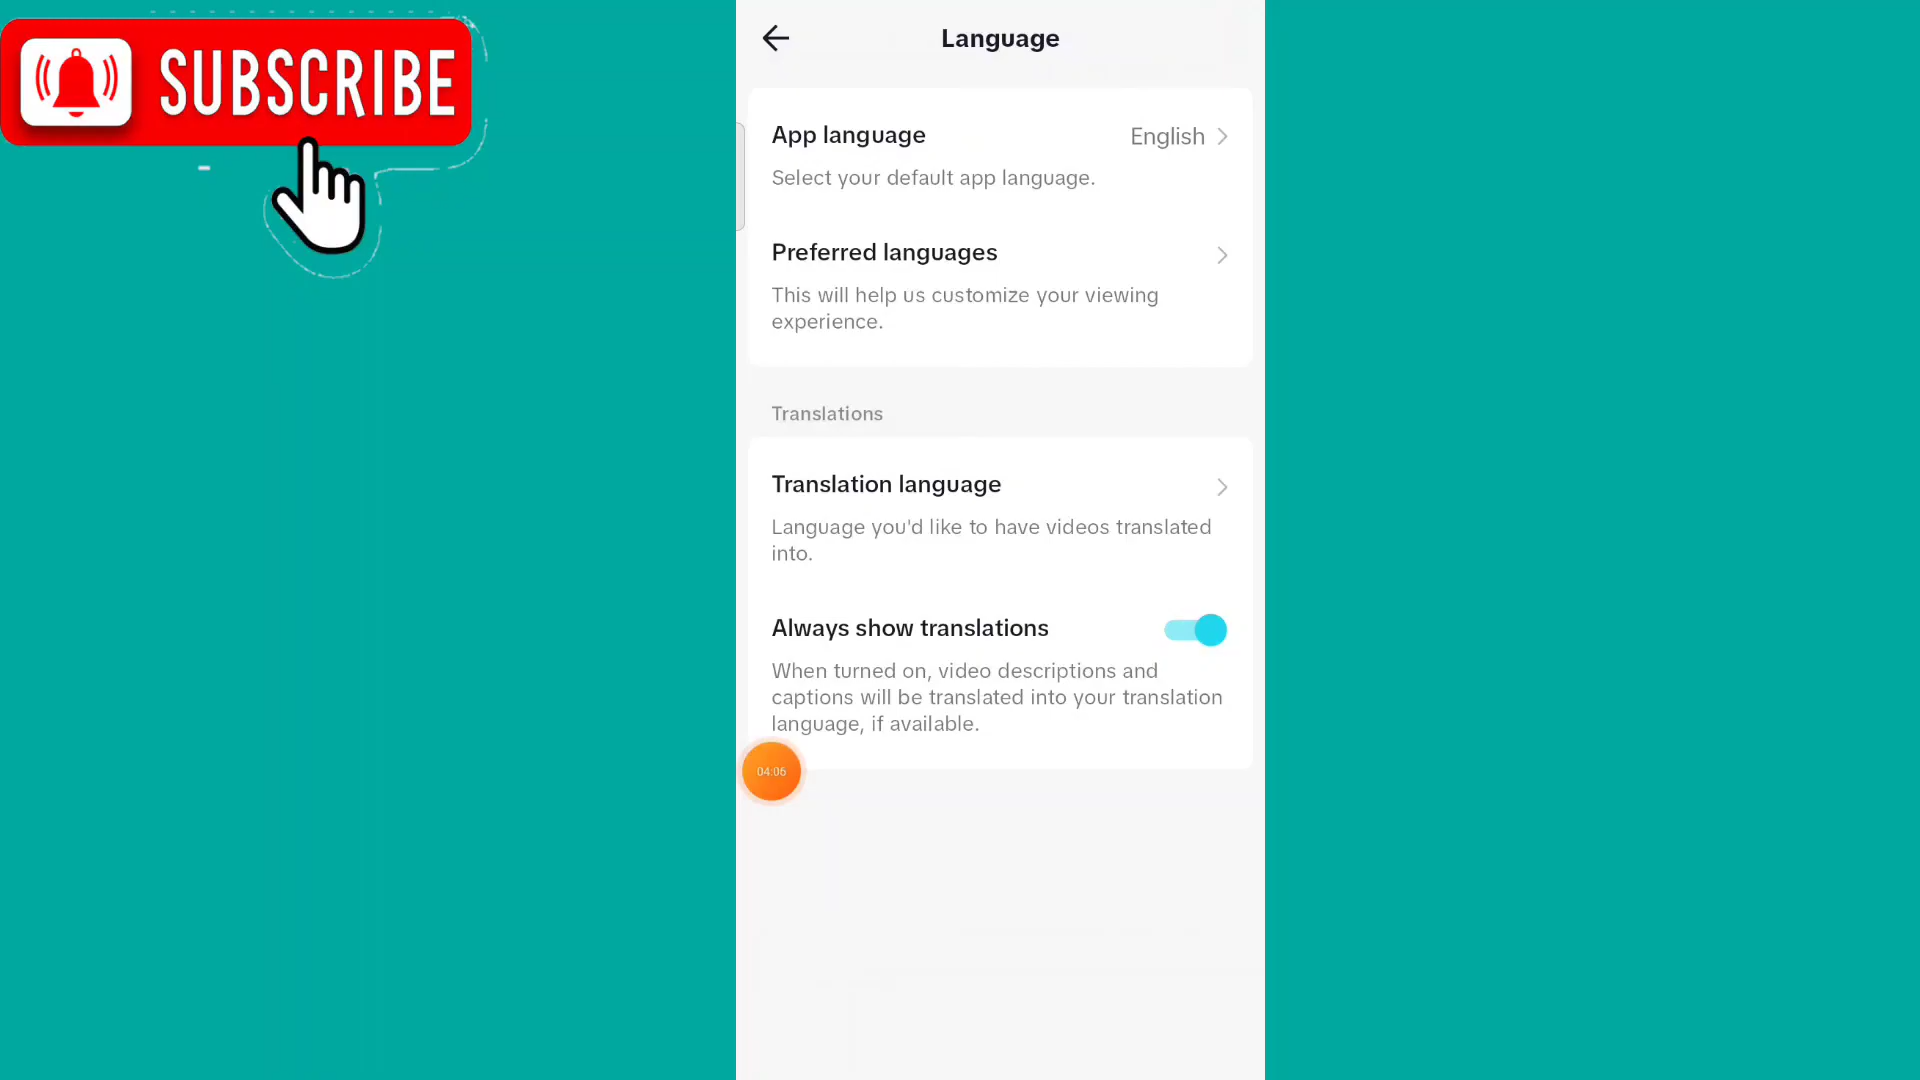 SUBSCRIBE
Language
App language
English
Select your default app language.
Preferred languages
This will help us customize your viewing
experience.
Translations
Translation language
Language you'd like to have videos translated
into.
Always show translations
When turned on, video descriptions and
captions will be translated into your translation
language, if available.
04:06